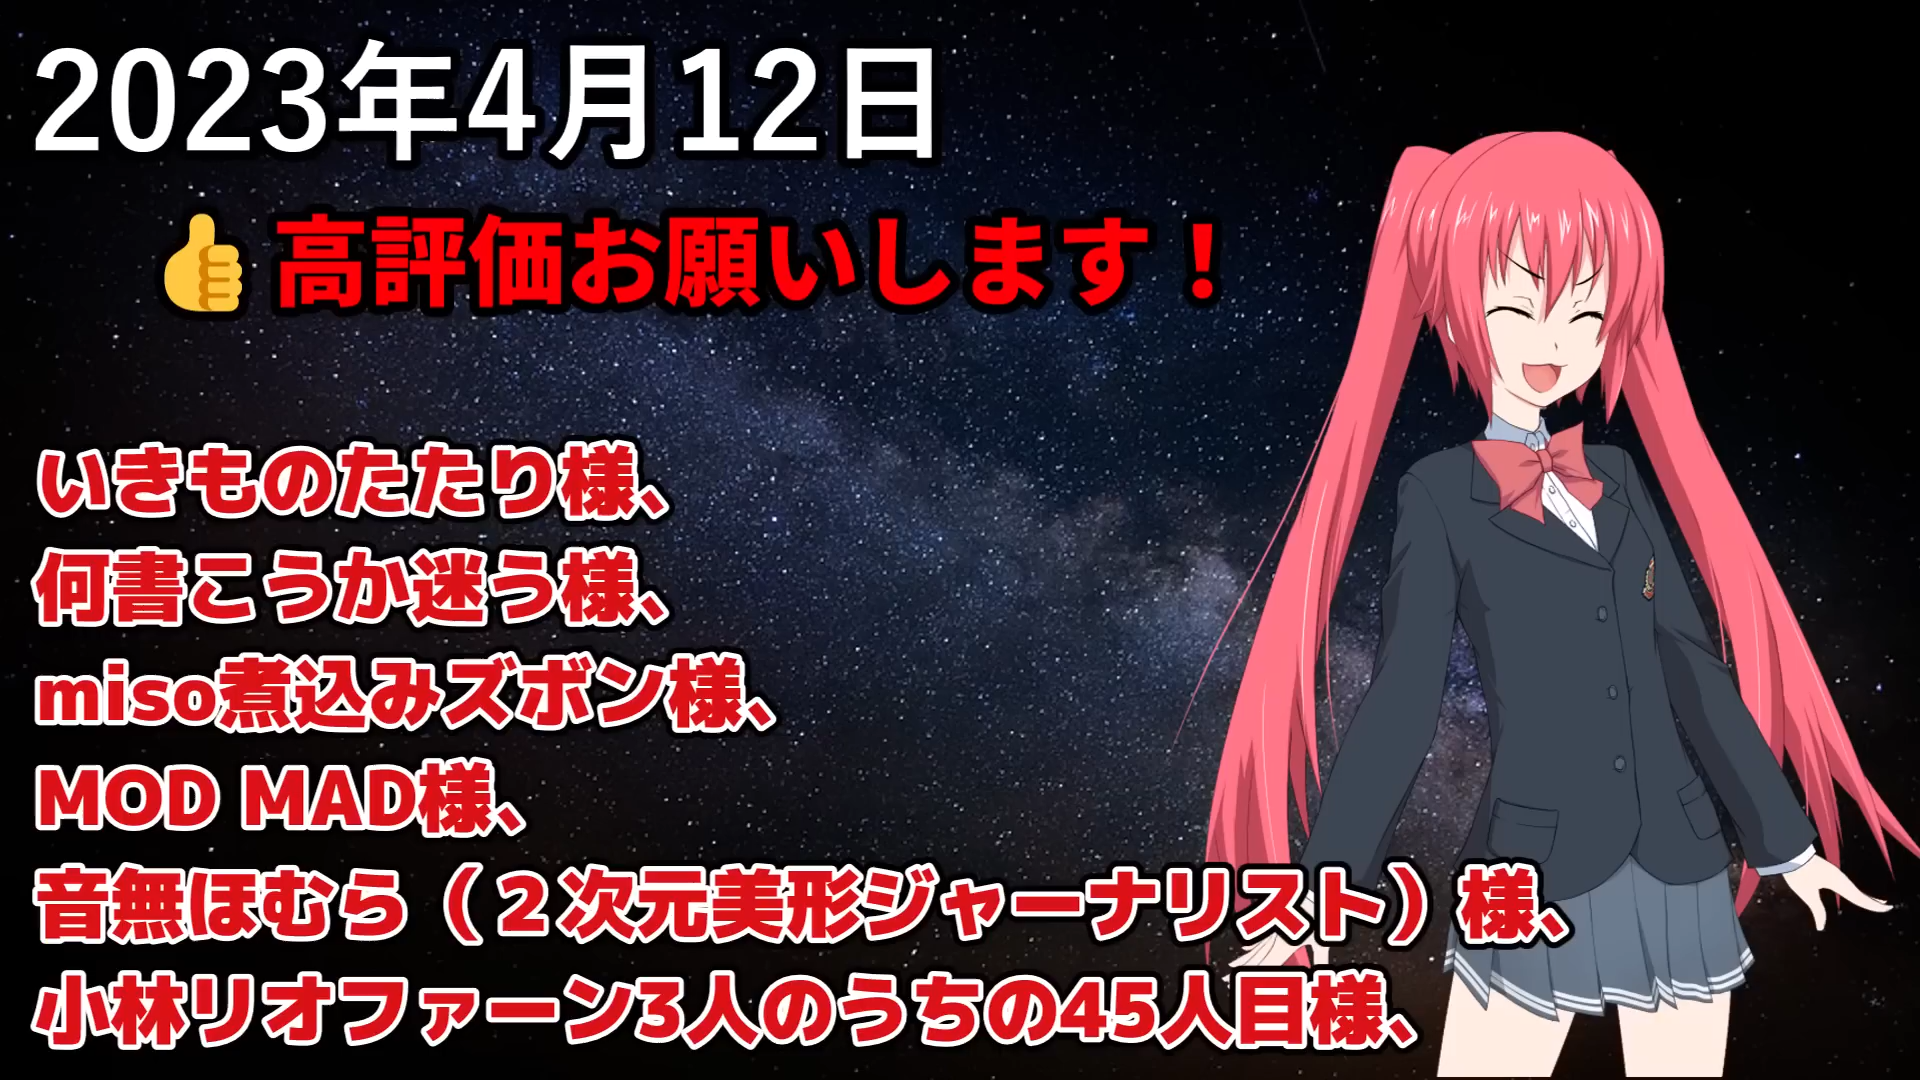 2023年4月12日
👍高評価お願いします！
いきものたたり様、
何書こうか迷う様、
miso煮込みズボン様、
MOD MAD様、
音無ほむら（２次元美形ジャーナリスト）様、
小林リオファーン3人のうちの45人目様、